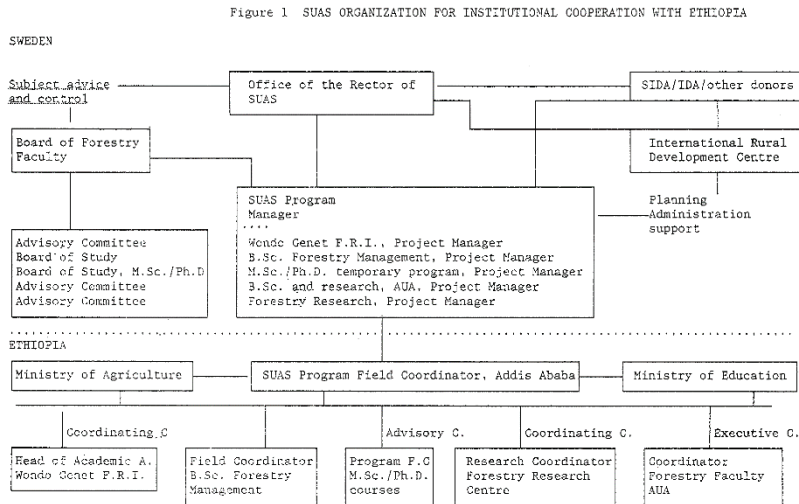 Figure 1 SUAS ORGANIZATION FOR INSTITUTIONAL COOPERATION WITH ETHIOPIA
SWEDEN
Subject advice
and control
Office of the Rector of
SUAS
SIDA/IDA/other donors
Board of Forestry
Faculty
International Rural
Development Centre
SUAS Program
Manager
....
Wondo Genet F.R.I., Project Manager
B.Sc. Forestry Management, Project Manager
M.Sc./Ph.D. temporary program, Project Manager
B.Sc. and research, AUA, Project Manager
Forestry Research, Project Manager
Planning
Administration
support
Advisory Committee
Board of Study
Board of Study, M.Sc./Ph.D
Advisory Committee
Advisory Committee
ETHIOPIA
Ministry of Agriculture
SUAS Program Field Coordinator, Addis Ababa
Ministry of Education
Coordinating C
Advisory C.
Coordinating C.
Executive C.
Head of Academic A.
Wondo Genet F.R.I.
Field Coordinator
B.Sc. Forestry
Management
Program F.C
M.Sc./Ph.D.
courses
Research Coordinator
Forestry Research
Centre
Coordinator
Forestry Faculty
AUA